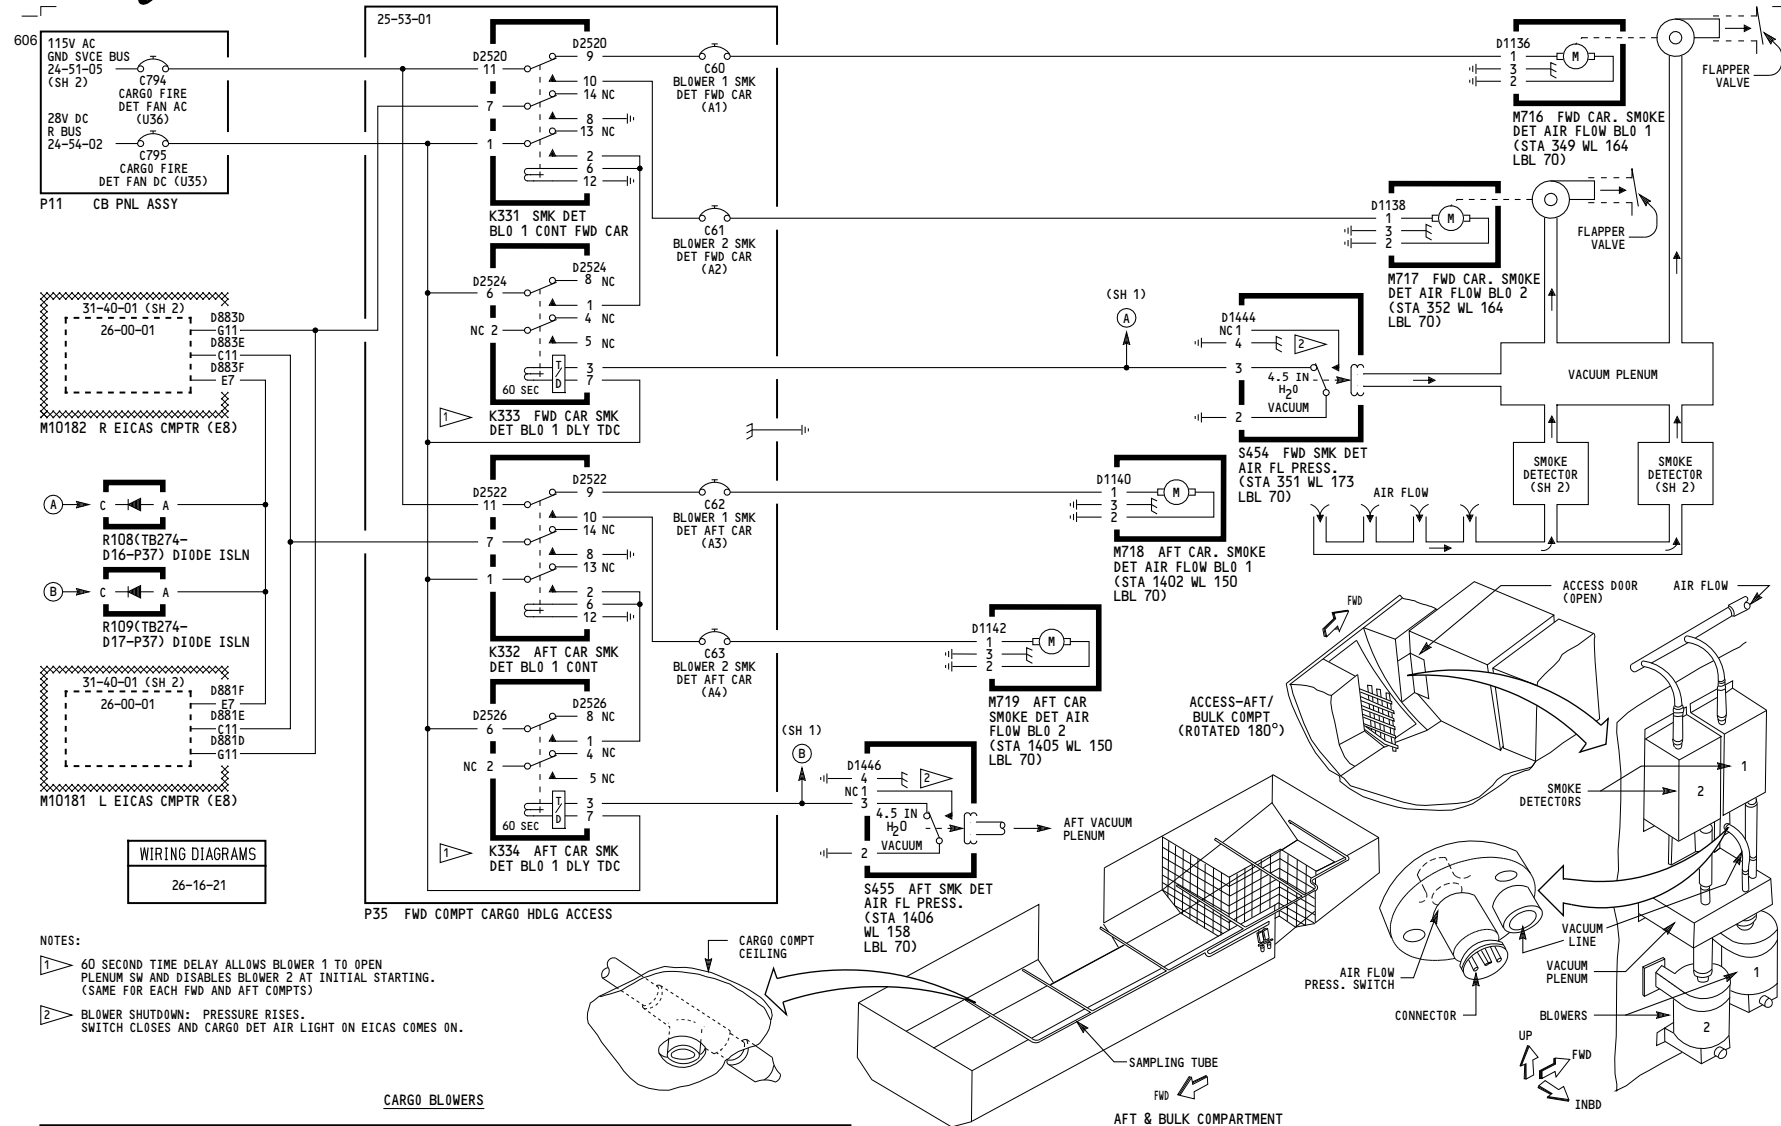 606
115V AC
GND SVCE BUS
24-51-05
(SH 2)
C794
CARGO FIRE
DET FAN AC
(U36)
28V DC
R BUS
24-54-02
C795
CARGO FIRE
DET FAN DC (U35)
P11 CB PNL ASSY
25-53-01
D2520
11
7
1
D2520
9
10
14 NC
8
13 NC
2
6
12
K331 SMK DET
BLO 1 CONT FWD CAR
C60
BLOWER 1 SMK
DET FWD CAR
(A1)
C61
BLOWER 2 SMK
DET FWD CAR
(A2)
D2524
6
NC 2
D2524
8 NC
1
4 NC
5 NC
3
7
T/D
60 SEC
1
K333 FWD CAR SMK
DET BLO 1 DLY TDC
D2522
11
7
1
D2522
9
10
14 NC
8
13 NC
2
6
12
K332 AFT CAR SMK
DET BLO 1 CONT
C62
BLOWER 1 SMK
DET AFT CAR
(A3)
C63
BLOWER 2 SMK
DET AFT CAR
(A4)
D2526
6
NC 2
D2526
8 NC
1
4 NC
5 NC
3
7
T/D
60 SEC
1
K334 AFT CAR SMK
DET BLO 1 DLY TDC
P35 FWD COMPT CARGO HDLG ACCESS
31-40-01 (SH 2)
26-00-01
D883D
G11
D883E
C11
D883F
E7
M10182 R EICAS CMPTR (E8)
A
C
A
R108(TB274-
D16-P37) DIODE ISLN
B
C
A
R109(TB274-
D17-P37) DIODE ISLN
31-40-01 (SH 2)
26-00-01
D881F
E7
D881E
C11
D881D
G11
M10181 L EICAS CMPTR (E8)
WIRING DIAGRAMS
26-16-21
D1136
1
3
2
M
M716 FWD CAR. SMOKE
DET AIR FLOW BLO 1
(STA 349 WL 164
LBL 70)
FLAPPER
VALVE
D1138
1
3
2
M
M717 FWD CAR. SMOKE
DET AIR FLOW BLO 2
(STA 352 WL 164
LBL 70)
FLAPPER
VALVE
(SH 1)
A
D1444
NC 1
4
3
2
2
4.5 IN
H2O
VACUUM
S454 FWD SMK DET
AIR FL PRESS.
(STA 351 WL 173
LBL 70)
VACUUM PLENUM
SMOKE
DETECTOR
(SH 2)
SMOKE
DETECTOR
(SH 2)
AIR FLOW
D1140
1
3
2
M
M718 AFT CAR. SMOKE
DET AIR FLOW BLO 1
(STA 1402 WL 150
LBL 70)
D1142
1
3
2
M
M719 AFT CAR
SMOKE DET AIR
FLOW BLO 2
(STA 1405 WL 150
LBL 70)
(SH 1)
B
D1446
4
NC 1
3
2
2
4.5 IN
H2O
VACUUM
AFT VACUUM
PLENUM
S455 AFT SMK DET
AIR FL PRESS.
(STA 1406
WL 158
LBL 70)
FWD
ACCESS DOOR
(OPEN)
AIR FLOW
ACCESS-AFT/
BULK COMPT
(ROTATED 180°)
SMOKE
DETECTORS
1
2
VACUUM
LINE
AIR FLOW
PRESS. SWITCH
VACUUM
PLENUM
CONNECTOR
BLOWERS
1
2
UP
FWD
INBD
NOTES:
1 60 SECOND TIME DELAY ALLOWS BLOWER 1 TO OPEN
PLENUM SW AND DISABLES BLOWER 2 AT INITIAL STARTING.
(SAME FOR EACH FWD AND AFT COMPTS)
2 BLOWER SHUTDOWN: PRESSURE RISES.
SWITCH CLOSES AND CARGO DET AIR LIGHT ON EICAS COMES ON.
CARGO COMPT
CEILING
SAMPLING TUBE
FWD
AFT & BULK COMPARTMENT
CARGO BLOWERS